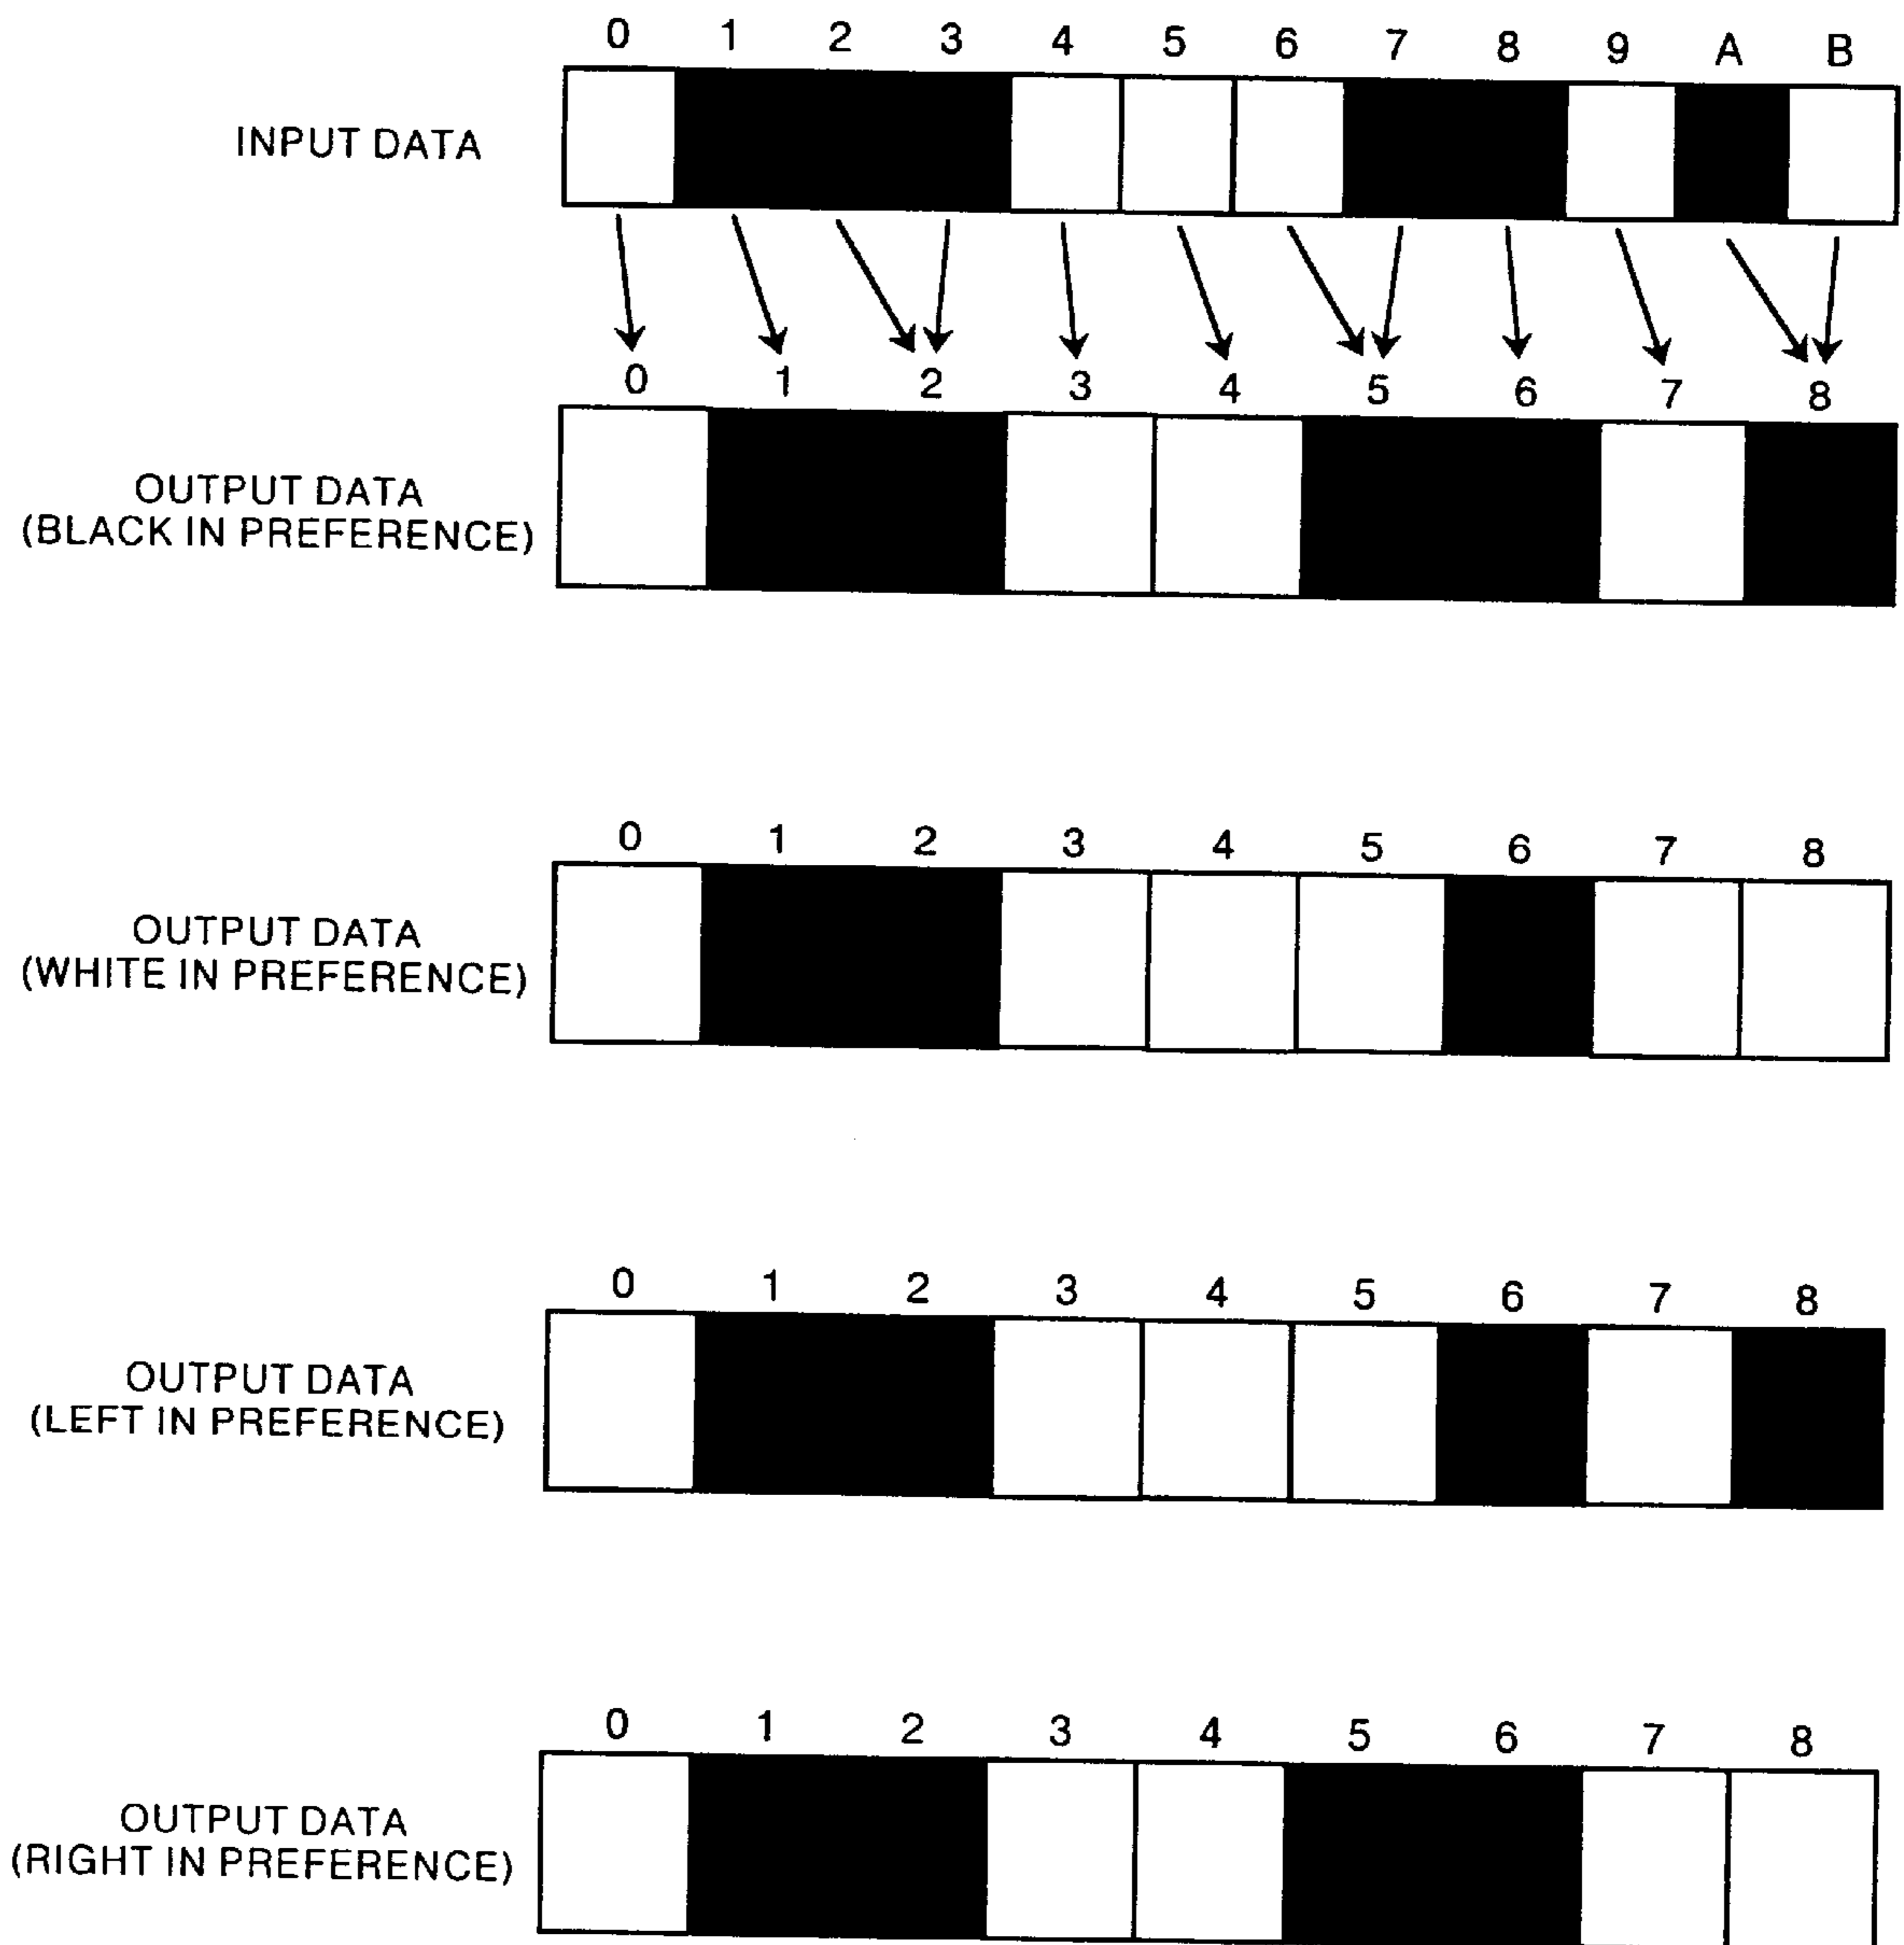 0 1 2 3 4 5 6 7 8 9 A B
INPUT DATA
0 1 2 3 4 5 6 7 8
OUTPUT DATA
(BLACK IN PREFERENCE)
0 1 2 3 4 5 6 7 8
OUTPUT DATA
(WHITE IN PREFERENCE)
0 1 2 3 4 5 6 7 8
OUTPUT DATA
(LEFT IN PREFERENCE)
0 1 2 3 4 5 6 7 8
OUTPUT DATA
(RIGHT IN PREFERENCE)